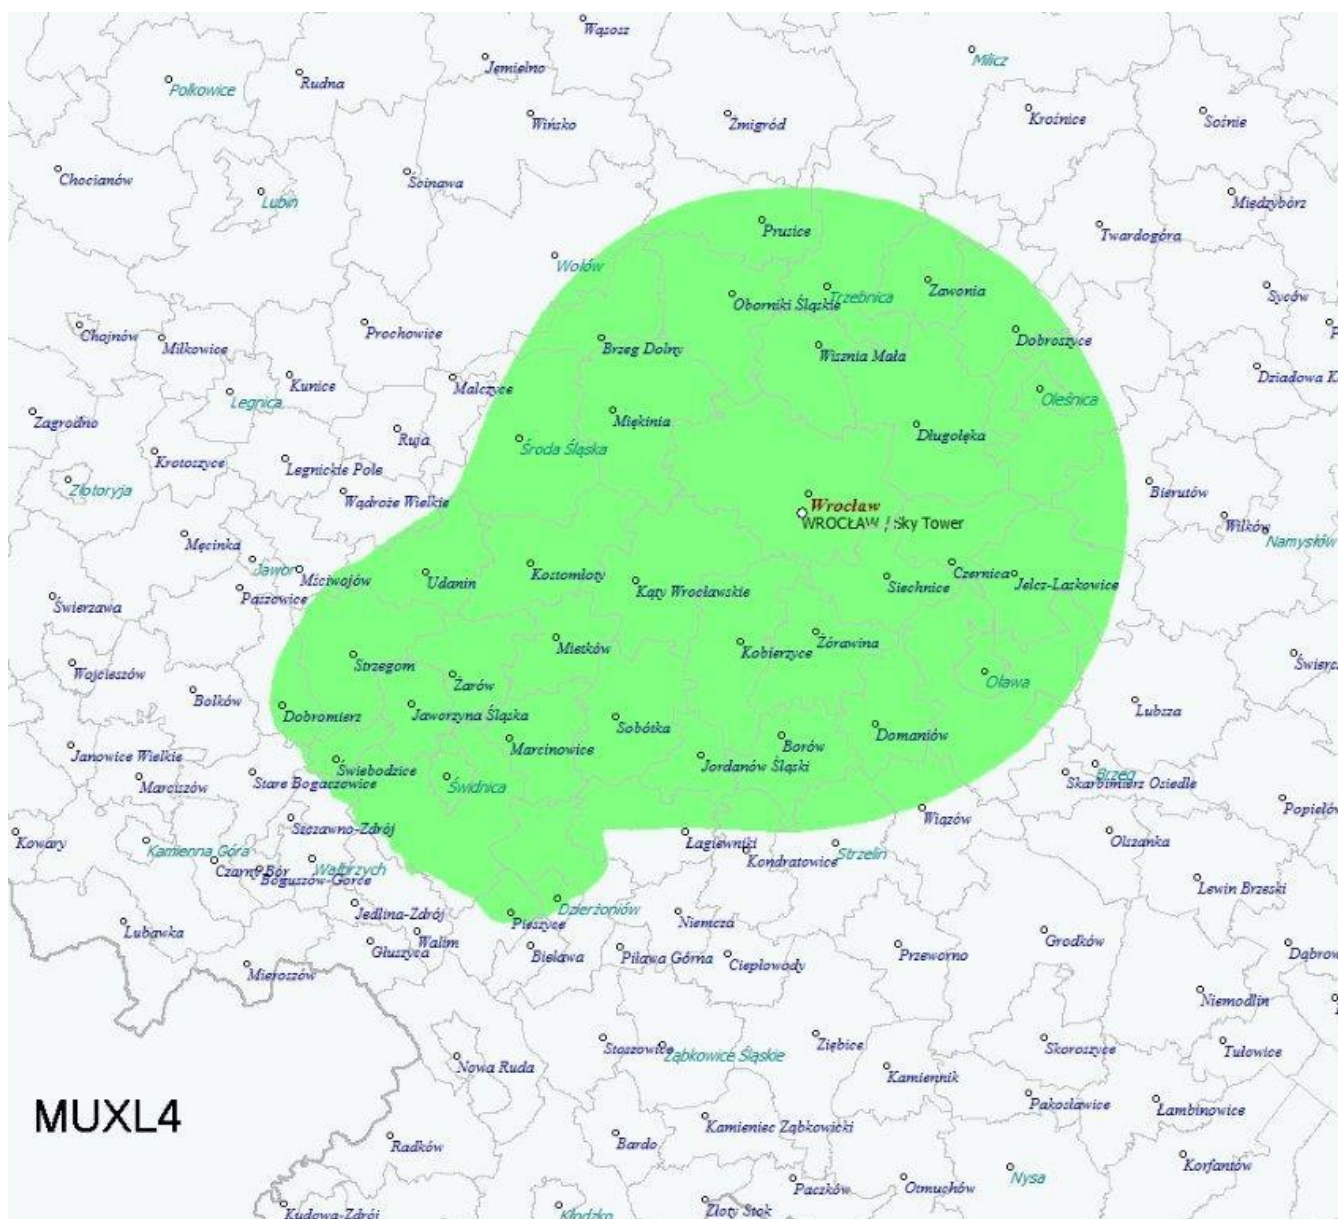 Wąsosz
Milicz
Jemielno
Rudna
Polkowice
Krośnice
Sośnie
Wińsko
Żmigród
Chocianów
Ścinawa
Lubin
Międzybórz
Prusice
Twardogóra
Wołów
Zawonia
Trzebnica
Oborniki Śląskie
Syców
Chojnów
Miłkowice
Prochowice
Brzeg Dolny
Wisznia Mała
Dobroszyce
Kunice
Malczyce
Dziadowa K
Legnica
Oleśnica
Zagrodno
Ruja
Miękinia
Środa Śląska
Długołęka
Krotoszyce
Legnickie Pole
Złotoryja
Wądroże Wielkie
Bierutów
Wrocław
WROCŁAW / Sky Tower
Wilków
Namysłów
Męcinka
Jawor
Mściwojów
Udanin
Kostomłoty
Kąty Wrocławskie
Siechnice
Czernica
Jelcz-Laskowice
Paszowice
Świerzawa
Mietków
Kobierzyce
Żórawina
Wojcieszów
Strzegom
Żarów
Oława
Świerc
Bolków
Dobromierz
Jaworzyna Śląska
Sobótka
Domaniów
Lubsza
Janowice Wielkie
Marcinowice
Borów
Jordanów Śląski
Marciszów
Stare Bogaczowice
Świebodzice
Świdnica
Brzeg
Skarbimierz Osiedle
Popielów
Kowary
Szczawno-Zdrój
Wiązów
Kamienna Góra
Czarny Bór
Boguszów-Gorce
Wałbrzych
Łagiewniki
Kondratowice
Strzelin
Olszanka
Lewin Brzeski
Lubawka
Jedlina-Zdrój
Pieszyce
Dzierżoniów
Niemcza
Głuszyca
Walim
Bielawa
Piława Górna
Ciepłowody
Przeworno
Grodków
Dąbrow
Mieroszów
Niemodlin
Nowa Ruda
Stoszowice
Ząbkowice Śląskie
Ziębice
Skoroszyce
Tułowice
Kamiennik
MUXL4
Pakosławice
Łambinowice
Radków
Bardo
Kamieniec Ząbkowicki
Korfantów
Paczków
Otmuchów
Nysa
Kudowa-Zdrój
Kłodzko
Złoty Stok